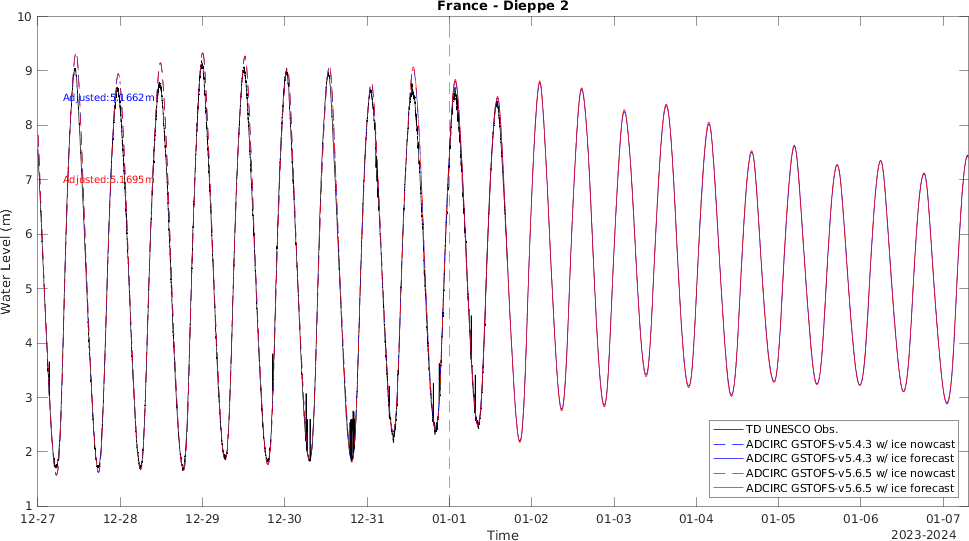 France - Dieppe 2
Water Level (m)
10
9
8
7
6
5
4
3
2
1
Adjusted:5.1662m
Adjusted:5.1695m
TD UNESCO Obs.
ADCIRC GSTOFS-v5.4.3 w/ ice nowcast
ADCIRC GSTOFS-v5.4.3 w/ ice forecast
ADCIRC GSTOFS-v5.6.5 w/ ice nowcast
ADCIRC GSTOFS-v5.6.5 w/ ice forecast
12-27 12-28 12-29 12-30 12-31 01-01 01-02 01-03 01-04 01-05 01-06 01-07
Time
2023-2024